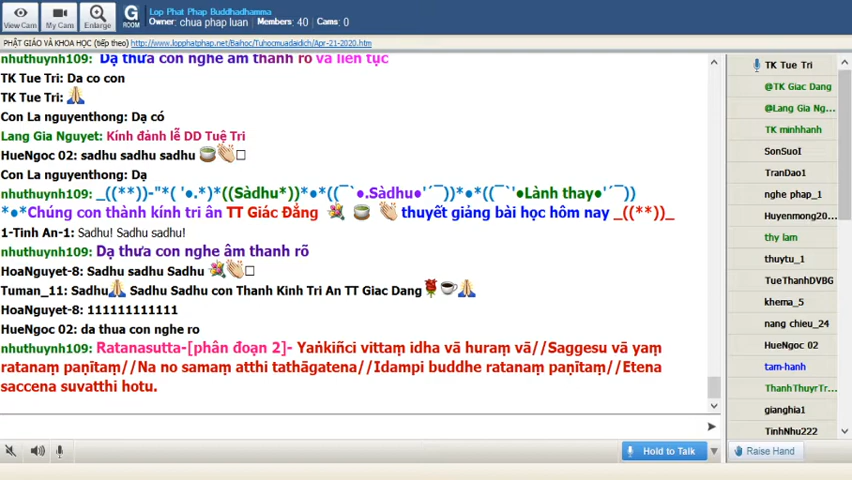 Lop Phat Phap Buddhadhamma
Owner: chua phap luan Members: 40 Cams: 0
View Cam My Cam Enlarge G ROOM
PHẬT GIÁO VÀ KHOA HỌC (tiếp theo) http://www.lopphatphap.net/Baihoc/Tuhocmuadaidich/Apr-21-2020.htm
nhuthuynh109: Dạ thưa con nghe âm thanh rõ và liên tục
TK Tue Tri: Da co con
TK Tue Tri:
Con La nguyenthong: Dạ có
Lang Gia Nguyet: Kính đảnh lễ DD Tuệ Tri
HueNgoc 02: sadhu sadhu sadhu
Con La nguyenthong: Dạ
nhuthuynh109: _((**))-"*( '●.*)*((Sàdhu*))*●*((¯`●.Sàdhu●'´¯))*●*((¯`'●Lành thay●'´¯))
*●*Chúng con thành kính tri ân TT Giác Đẳng thuyết giảng bài học hôm nay _((**))_
1-Tinh An-1: Sadhu! Sadhu sadhu!
nhuthuynh109: Dạ thưa con nghe âm thanh rõ
HoaNguyet-8: Sadhu sadhu Sadhu
Tuman_11: Sadhu Sadhu Sadhu con Thanh Kinh Tri An TT Giac Dang
HoaNguyet-8: 111111111111
HueNgoc 02: da thua con nghe ro
nhuthuynh109: Ratanasutta-[phân đoạn 2]- Yaṅkiñci vittaṃ idha vā huraṃ vā//Saggesu vā yaṃ
ratanaṃ paṇītaṃ//Na no samaṃ atthi tathāgatena//Idampi buddhe ratanaṃ paṇītaṃ//Etena
saccena suvatthi hotu.
TK Tue Tri
@TK Giac Dang
@Lang Gia Ng...
TK minhhanh
SonSuoI
TranDao1
nghe phap_1
Huyenmong20...
thy lam
thuytu_1
TueThanhDVBG
khema_5
nang chieu_24
HueNgoc 02
tam-hanh
ThanhThuyrTr...
gianghia1
TinhNhu222
Hold to Talk
Raise Hand